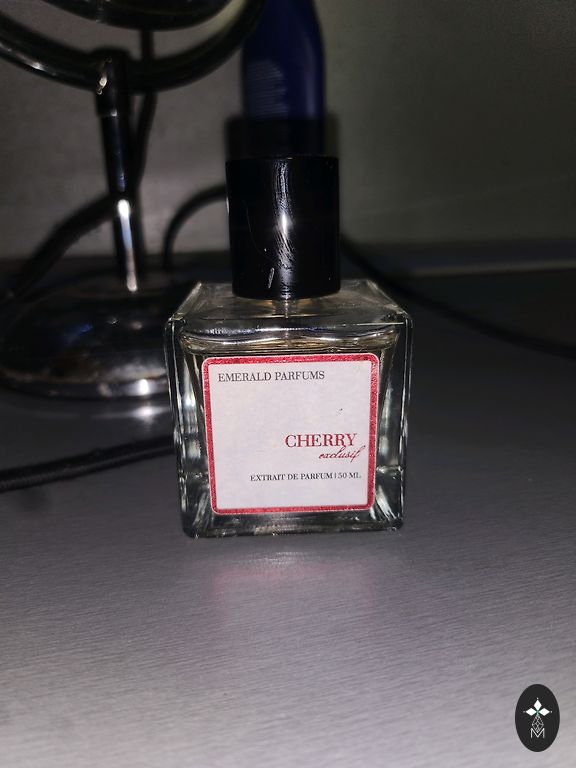 EMERALD PARFUMS
CHERRY
exclusif
EXTRAIT DE PARFUM | 50 ML